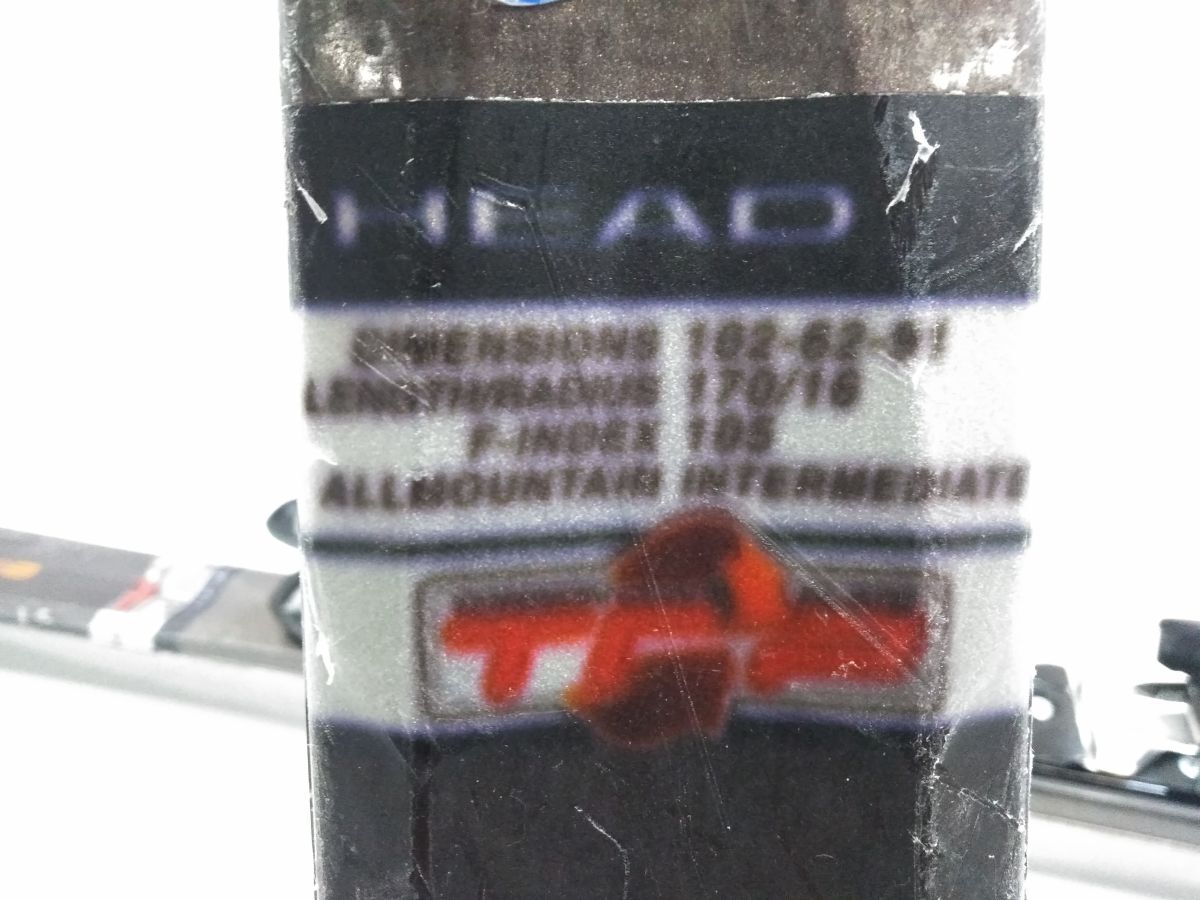 HEAD
DIMENSIONS 102-62-91
LENGTH/RADIUS 170/16
P-INDEX 105
ALLMOUNTAIN INTERMEDIATE